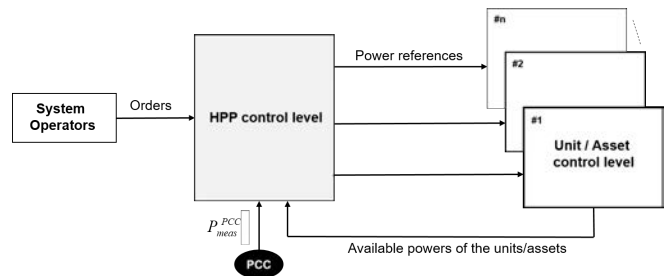 #n
Power references
#2
System
Operators
Orders
HPP control level
#1
Unit / Asset
control level
P_{meas}^{PCC}
Available powers of the units/assets
PCC